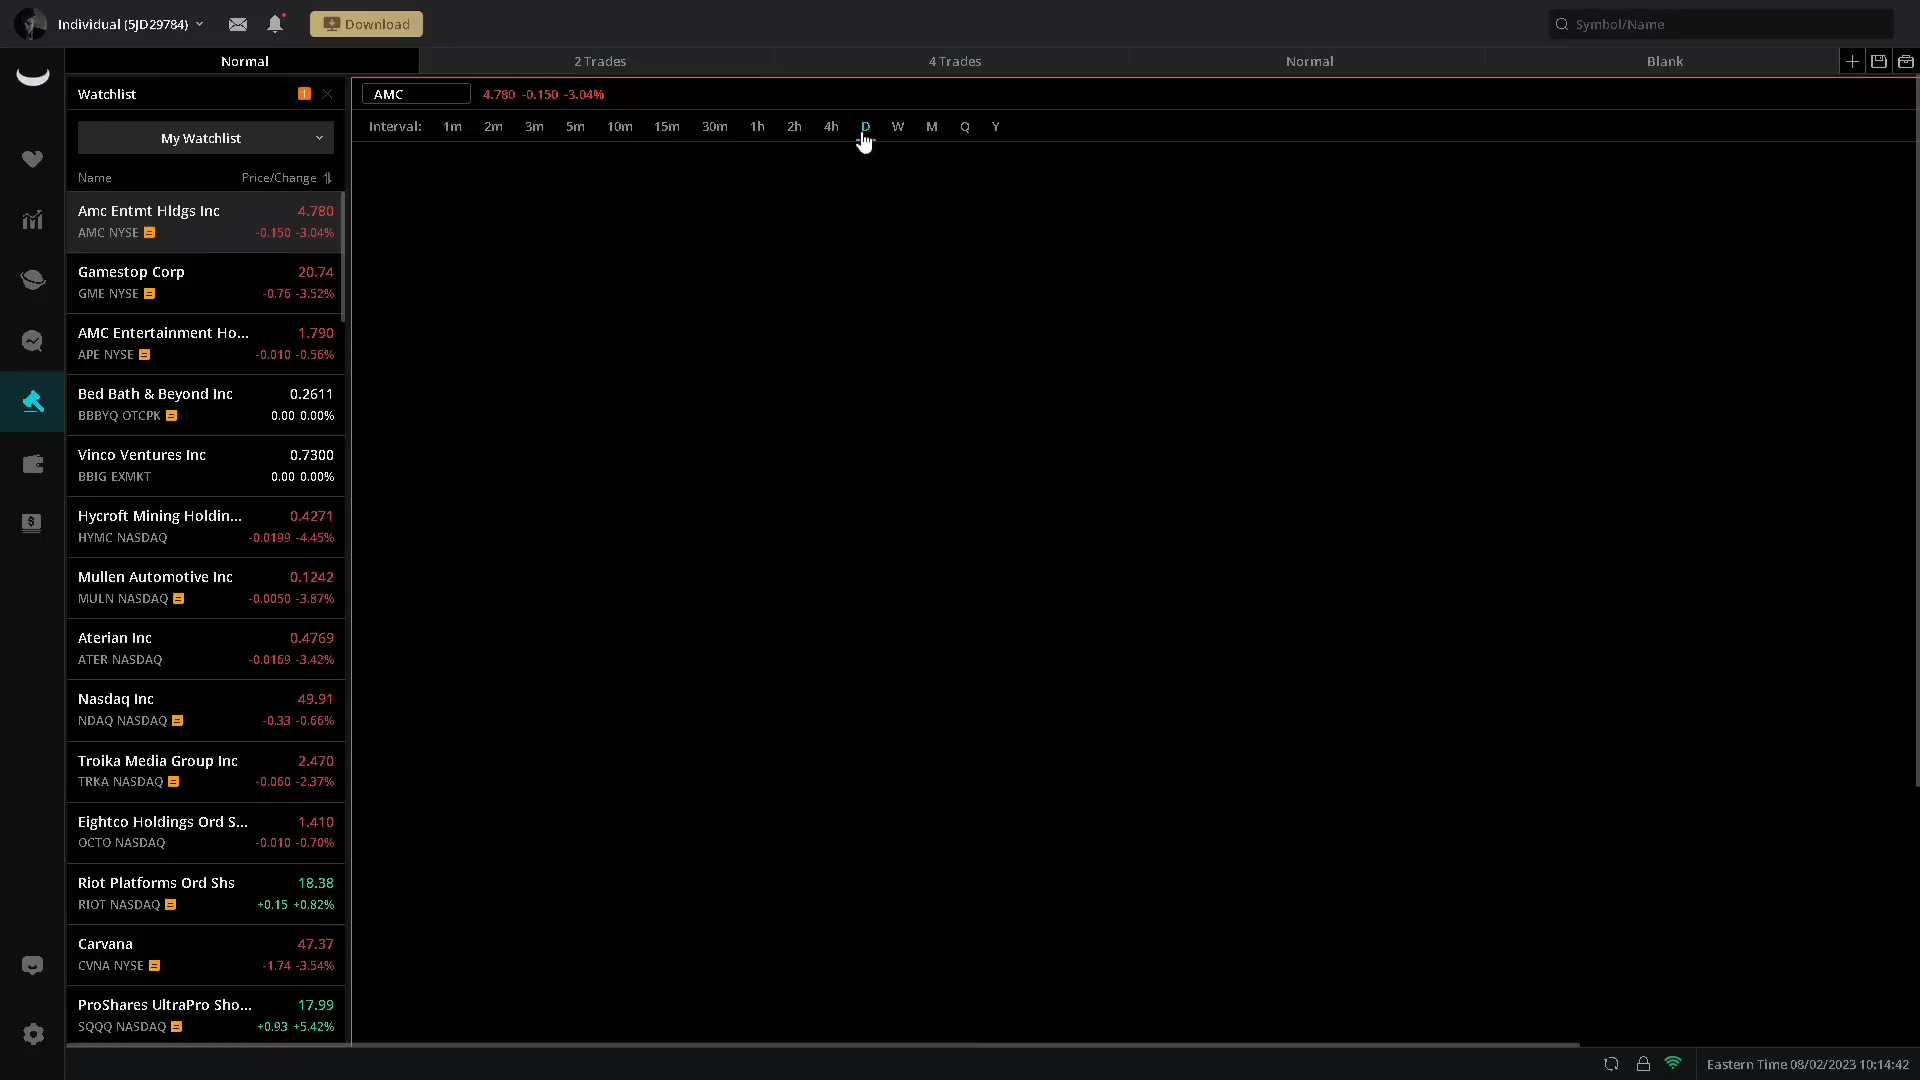 Individual (5JD29784) Download Symbol/Name
Normal 2 Trades 4 Trades Normal Blank
Watchlist 1
AMC 4.780 -0.150 -3.04%
Interval: 1m 2m 3m 5m 10m 15m 30m 1h 2h 4h D W M Q Y
My Watchlist
Name Price/Change
Amc Entmt Hldgs Inc 4.780
AMC NYSE -0.150 -3.04%
Gamestop Corp 20.74
GME NYSE -0.76 -3.52%
AMC Entertainment Ho... 1.790
APE NYSE -0.010 -0.56%
Bed Bath & Beyond Inc 0.2611
BBBYQ OTCPK 0.00 0.00%
Vinco Ventures Inc 0.7300
BBIG EXMKT 0.00 0.00%
Hycroft Mining Holdin... 0.4271
HYMC NASDAQ -0.0199 -4.45%
Mullen Automotive Inc 0.1242
MULN NASDAQ -0.0050 -3.87%
Aterian Inc 0.4769
ATER NASDAQ -0.0169 -3.42%
Nasdaq Inc 49.91
NDAQ NASDAQ -0.33 -0.66%
Troika Media Group Inc 2.470
TRKA NASDAQ -0.060 -2.37%
Eightco Holdings Ord S... 1.410
OCTO NASDAQ -0.010 -0.70%
Riot Platforms Ord Shs 18.38
RIOT NASDAQ +0.15 +0.82%
Carvana 47.37
CVNA NYSE -1.74 -3.54%
ProShares UltraPro Sho... 17.99
SQQQ NASDAQ +0.93 +5.42%
Eastern Time 08/02/2023 10:14:42